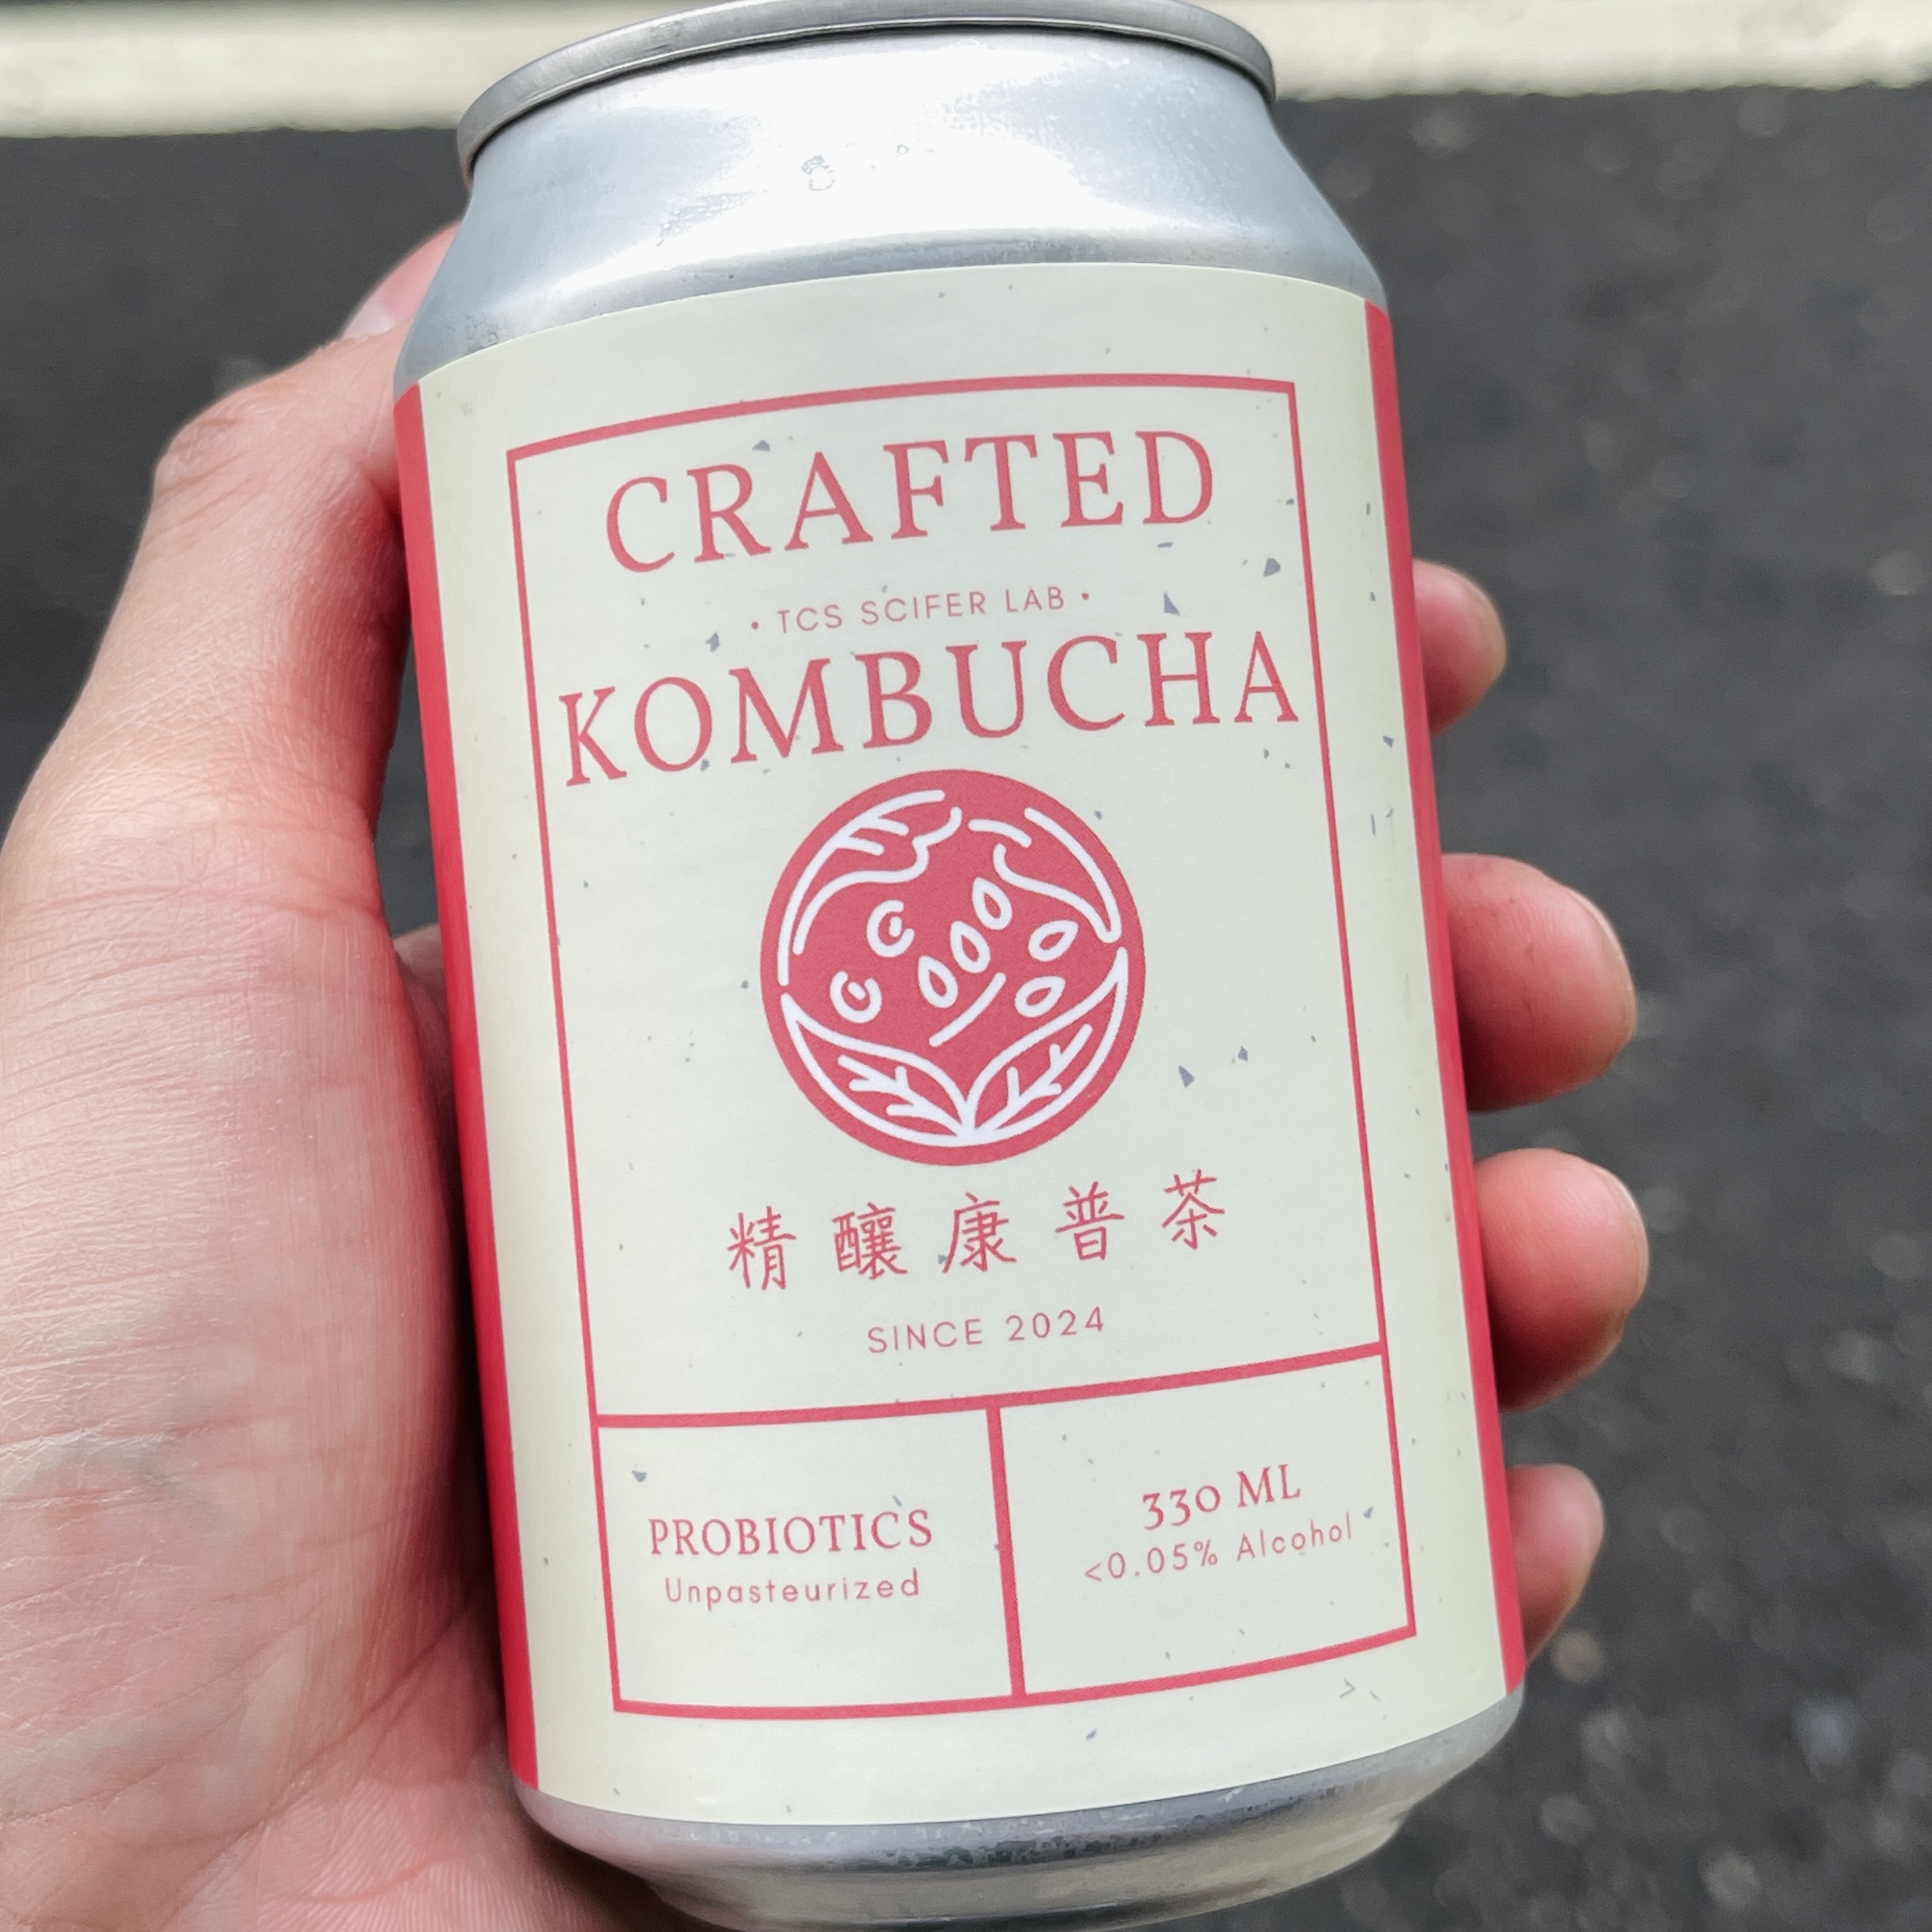 CRAFTED
• TCS SCIFER LAB •
KOMBUCHA
精釀康普茶
SINCE 2024
PROBIOTICS
Unpasteurized
330 ML
<0.05% Alcohol